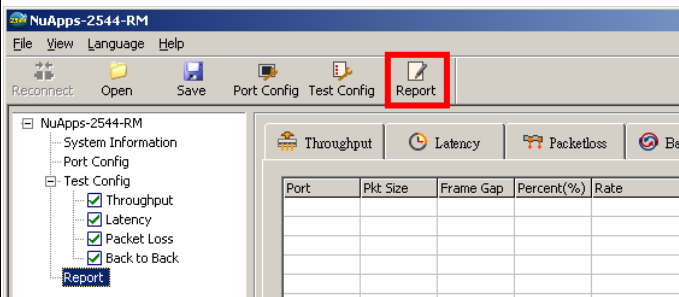 NuApps-2544-RM
File View Language Help
Reconnect Open Save Port Config Test Config Report
NuApps-2544-RM
System Information
Port Config
Test Config
Throughput
Latency
Packet Loss
Back to Back
Report
Throughput Latency Packetloss Ba
Port Pkt Size Frame Gap Percent(%) Rate